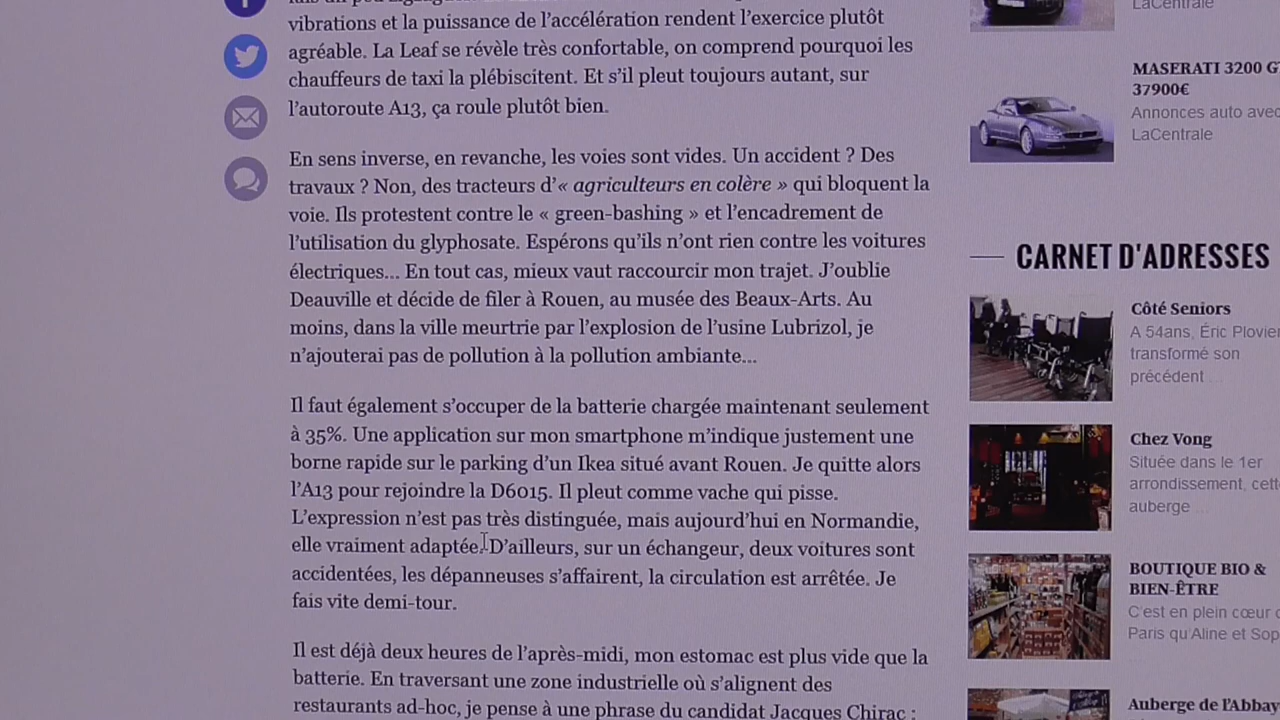 vibrations et la puissance de l'accélération rendent l'exercice plutôt
agréable. La Leaf se révèle très confortable, on comprend pourquoi les
chauffeurs de taxi la plébiscitent. Et s'il pleut toujours autant, sur
l'autoroute A13, ça roule plutôt bien.
En sens inverse, en revanche, les voies sont vides. Un accident ? Des
travaux ? Non, des tracteurs d'« agriculteurs en colère » qui bloquent la
voie. Ils protestent contre le « green-bashing » et l'encadrement de
l'utilisation du glyphosate. Espérons qu'ils n'ont rien contre les voitures
électriques... En tout cas, mieux vaut raccourcir mon trajet. J'oublie
Deauville et décide de filer à Rouen, au musée des Beaux-Arts. Au
moins, dans la ville meurtrie par l'explosion de l'usine Lubrizol, je
n'ajouterai pas de pollution à la pollution ambiante...
Il faut également s'occuper de la batterie chargée maintenant seulement
à 35%. Une application sur mon smartphone m'indique justement une
borne rapide sur le parking d'un Ikea situé avant Rouen. Je quitte alors
l'A13 pour rejoindre la D6015. Il pleut comme vache qui pisse.
L'expression n'est pas très distinguée, mais aujourd'hui en Normandie,
elle vraiment adaptée. D'ailleurs, sur un échangeur, deux voitures sont
accidentées, les dépanneuses s'affairent, la circulation est arrêtée. Je
fais vite demi-tour.
Il est déjà deux heures de l'après-midi, mon estomac est plus vide que la
batterie. En traversant une zone industrielle où s'alignent des
restaurants ad-hoc, je pense à une phrase du candidat Jacques Chirac :
LaCentrale
MASERATI 3200 GT
37900€
Annonces auto avec
LaCentrale
CARNET D'ADRESSES
Côté Seniors
A 54ans, Éric Plovier
transformé son
précédent ...
Chez Vong
Située dans le 1er
arrondissement, cette
auberge ...
BOUTIQUE BIO &
BIEN-ÊTRE
C'est en plein cœur d
Paris qu'Aline et Sop
Auberge de l'Abbay